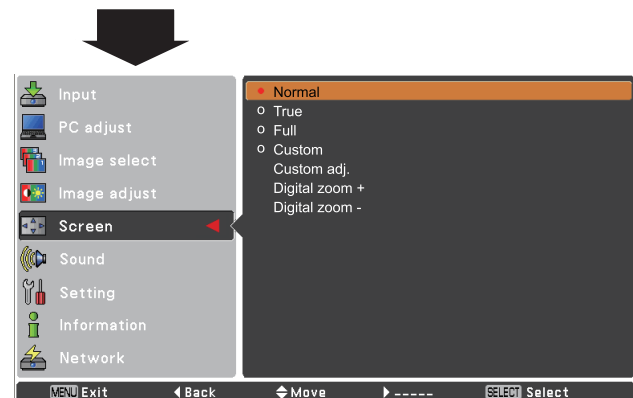 Input
PC adjust
Image select
Image adjust
Screen
Sound
Setting
Information
Network
Normal
o True
o Full
o Custom
Custom adj.
Digital zoom +
Digital zoom -
MENU Exit Back Move ----- SELECT Select